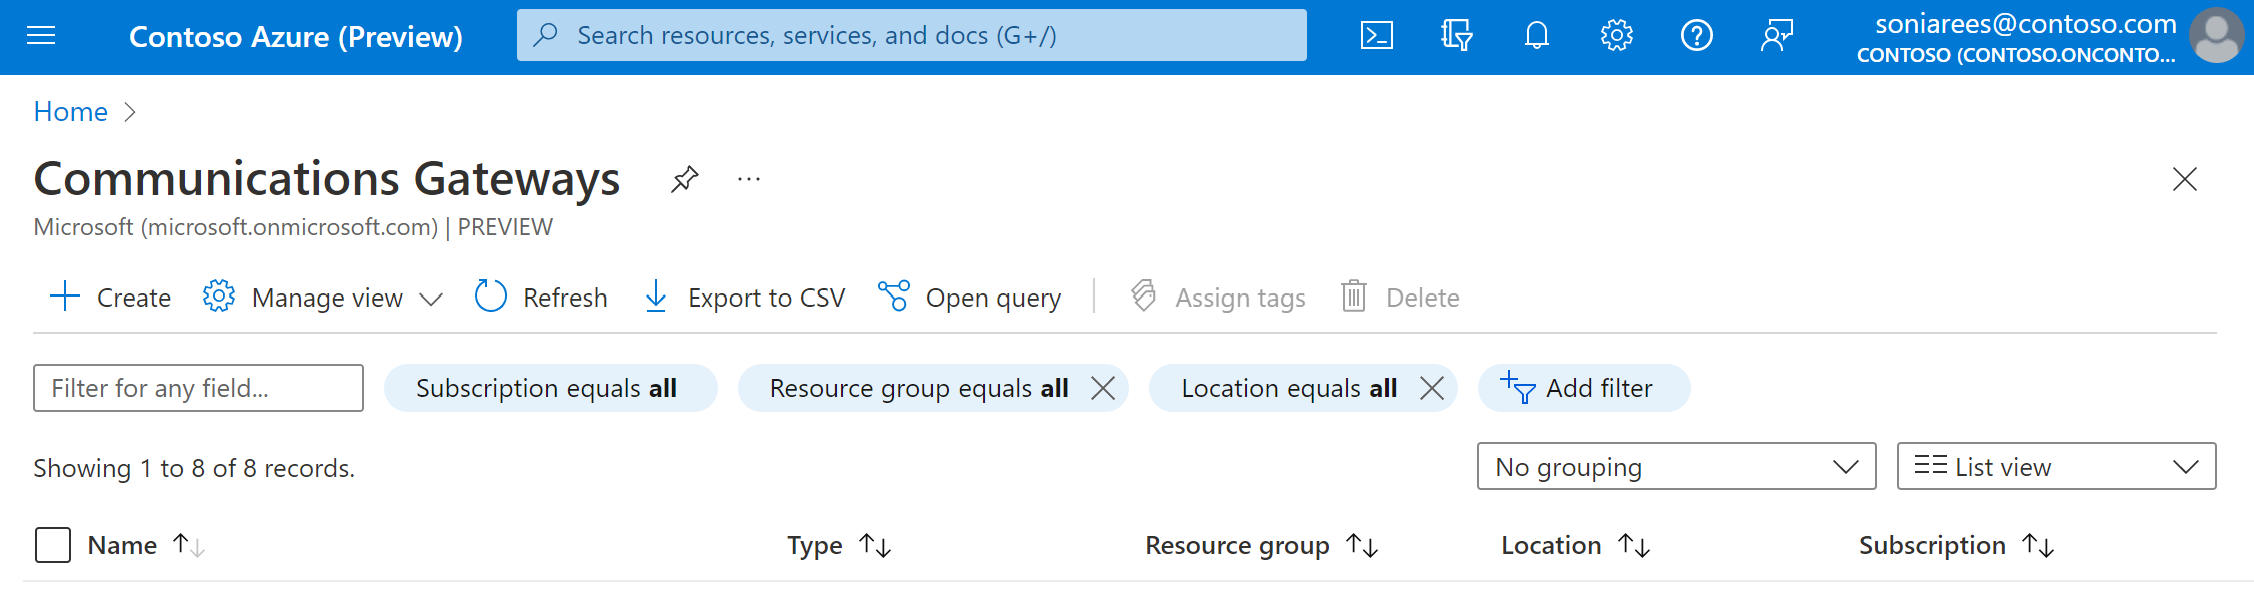 Contoso Azure (Preview)
Search resources, services, and docs (G+/)
soniarees@contoso.com
CONTOSO (CONTOSO.ONCONTO...
Home
Communications Gateways
...
Microsoft (microsoft.onmicrosoft.com) | PREVIEW
Create
Manage view
Refresh
Export to CSV
Open query
Assign tags
Delete
Filter for any field...
Subscription equals all
Resource group equals all
Location equals all
Add filter
Showing 1 to 8 of 8 records.
No grouping
List view
Name
Type
Resource group
Location
Subscription